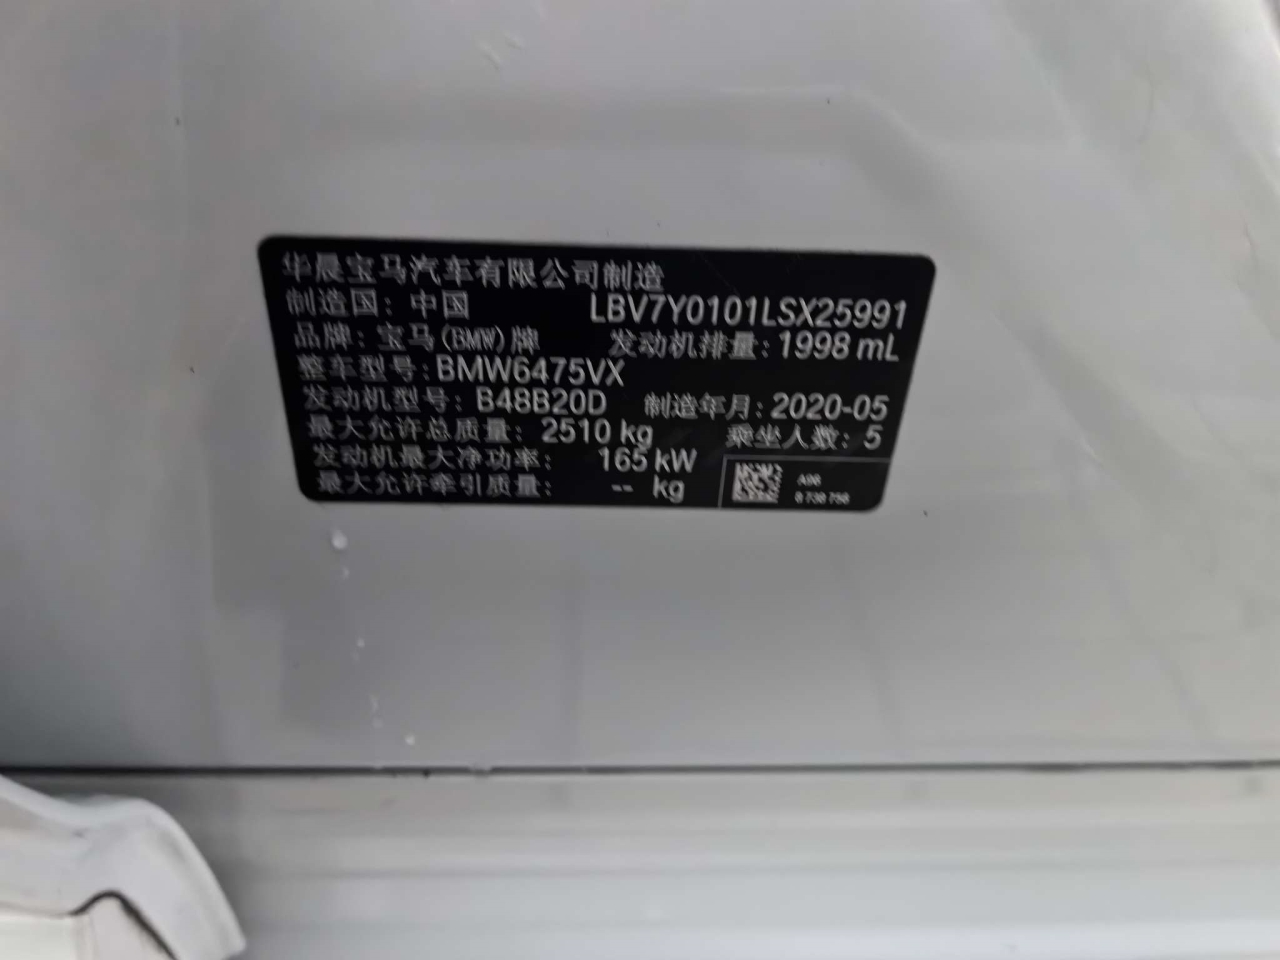 华晨宝马汽车有限公司制造
制造国：中国 LBV7Y0101LSX25991
品牌：宝马(BMW)牌 发动机排量：1998 mL
整车型号：BMW6475VX
发动机型号：B48B20D 制造年月：2020-05
最大允许总质量：2510 kg 乘坐人数：5
发动机最大净功率：165 kW
最大允许牵引质量：-- kg